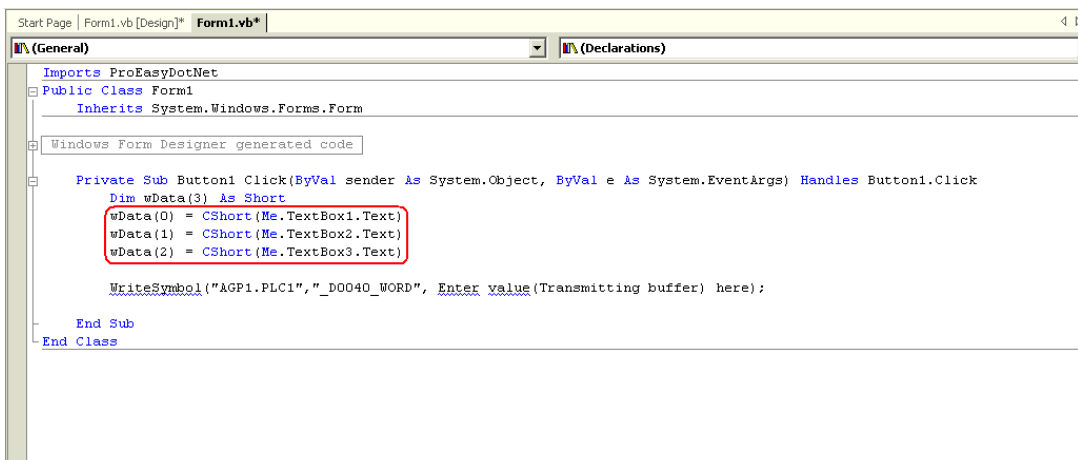 Start Page Form1.vb [Design]* Form1.vb*
(General) (Declarations)
Imports ProEasyDotNet
Public Class Form1
Inherits System.Windows.Forms.Form
Windows Form Designer generated code
Private Sub Button1_Click(ByVal sender As System.Object, ByVal e As System.EventArgs) Handles Button1.Click
Dim wData(3) As Short
wData(0) = CShort(Me.TextBox1.Text)
wData(1) = CShort(Me.TextBox2.Text)
wData(2) = CShort(Me.TextBox3.Text)
WriteSymbol("AGP1.PLC1","_D0040_WORD", Enter value(Transmitting buffer) here);
End Sub
End Class